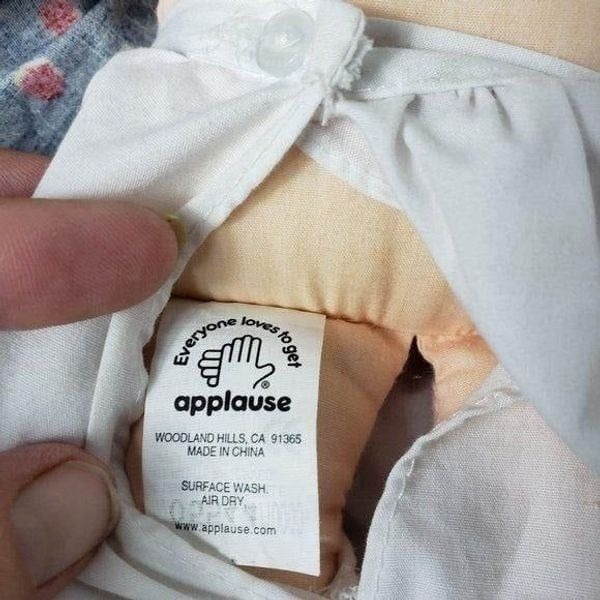 Everyone loves to get
applause
WOODLAND HILLS, CA 91365
MADE IN CHINA
SURFACE WASH.
AIR DRY
www.applause.com